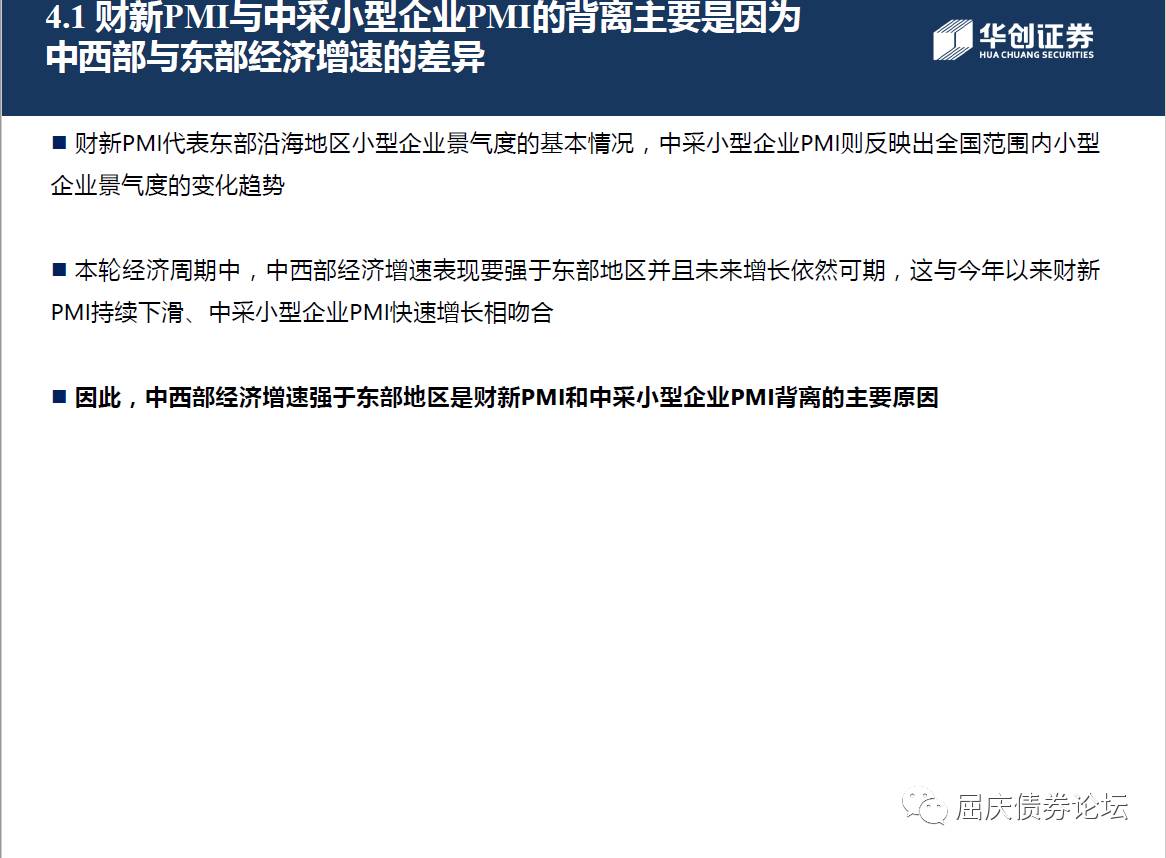 4.1 财新PMI与中采小型企业PMI的背离主要是因为
中西部与东部经济增速的差异
华创证券
HUA CHUANG SECURITIES
■ 财新PMI代表东部沿海地区小型企业景气度的基本情况，中采小型企业PMI则反映出全国范围内小型
企业景气度的变化趋势
■ 本轮经济周期中，中西部经济增速表现要强于东部地区并且未来增长依然可期，这与今年以来财新
PMI持续下滑、中采小型企业PMI快速增长相吻合
■ 因此，中西部经济增速强于东部地区是财新PMI和中采小型企业PMI背离的主要原因
屈庆债券论坛